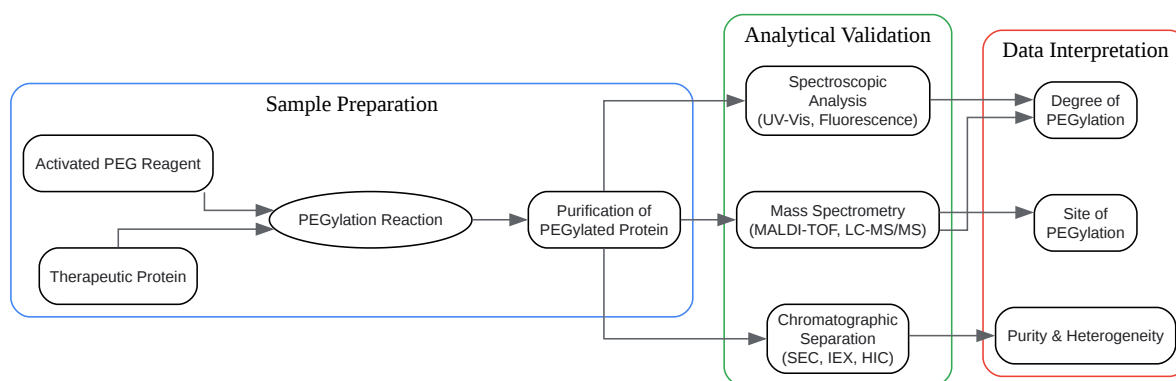 Sample Preparation
Activated PEG Reagent
Therapeutic Protein
PEGylation Reaction
Purification of
PEGylated Protein
Analytical Validation
Spectroscopic
Analysis
(UV-Vis, Fluorescence)
Mass Spectrometry
(MALDI-TOF, LC-MS/MS)
Chromatographic
Separation
(SEC, IEX, HIC)
Data Interpretation
Degree of
PEGylation
Site of
PEGylation
Purity & Heterogeneity